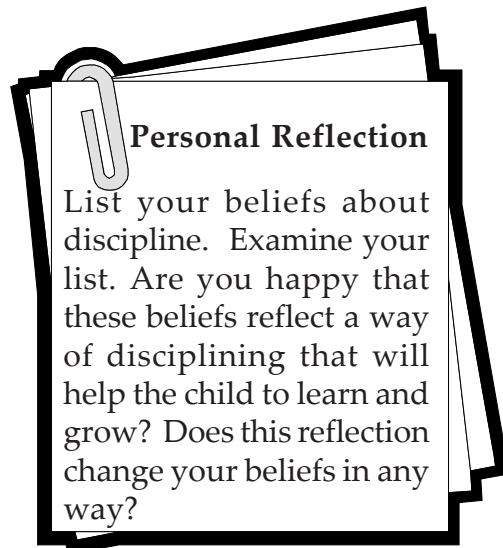 Personal Reflection
List your beliefs about
discipline. Examine your
list. Are you happy that
these beliefs reflect a way
of disciplining that will
help the child to learn and
grow? Does this reflection
change your beliefs in any
way?